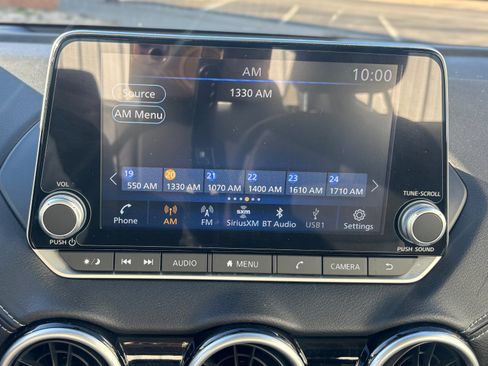 AM 10:00
Source 1330 AM
AM Menu
19 20 21 22 23 24
550 AM 1330 AM 1070 AM 1400 AM 1610 AM 1710 AM
VOL TUNE-SCROLL
sxm
Phone AM FM SiriusXM BT Audio USB1 Settings
PUSH PUSH SOUND
AUDIO MENU CAMERA